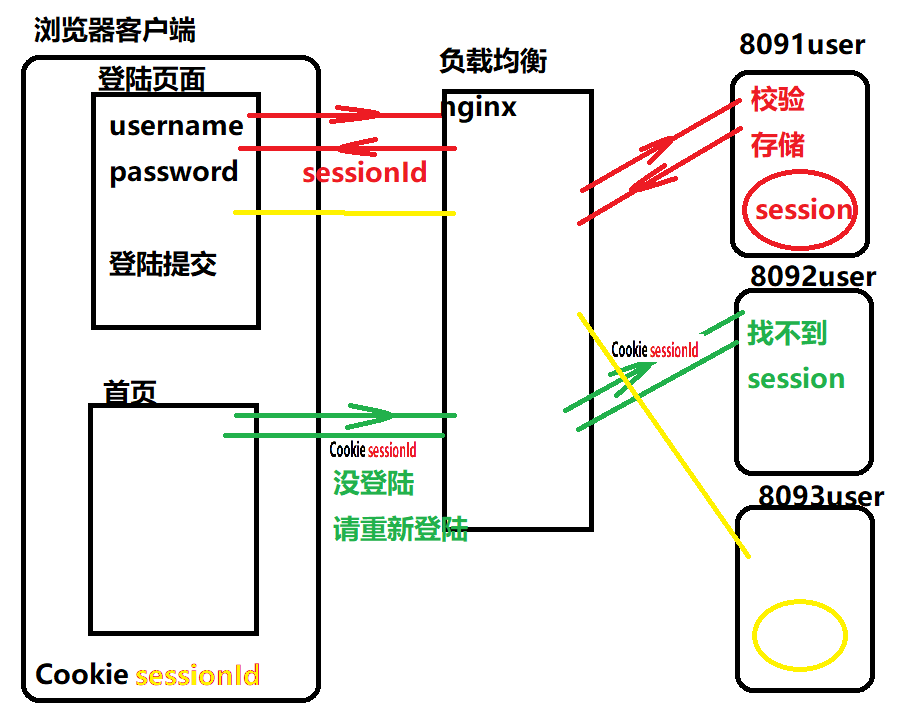 浏览器客户端
登陆页面
username
password
登陆提交
首页
Cookie sessionId
sessionId
Cookie sessionId
没登陆
请重新登陆
负载均衡
nginx
Cookie sessionId
8091user
校验
存储
session
8092user
找不到
session
8093user